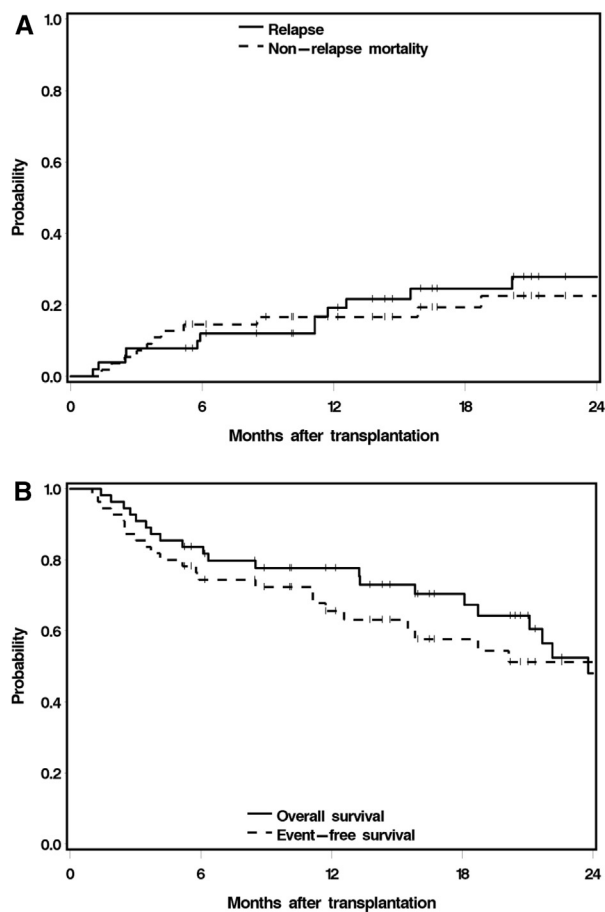 A
1.0
Relapse
Non−relapse mortality
0.8
0.6
Probability
0.4
0.2
0.0
0 6 12 18 24
Months after transplantation
B
1.0
0.8
0.6
Probability
0.4
0.2
Overall survival
Event−free survival
0.0
0 6 12 18 24
Months after transplantation